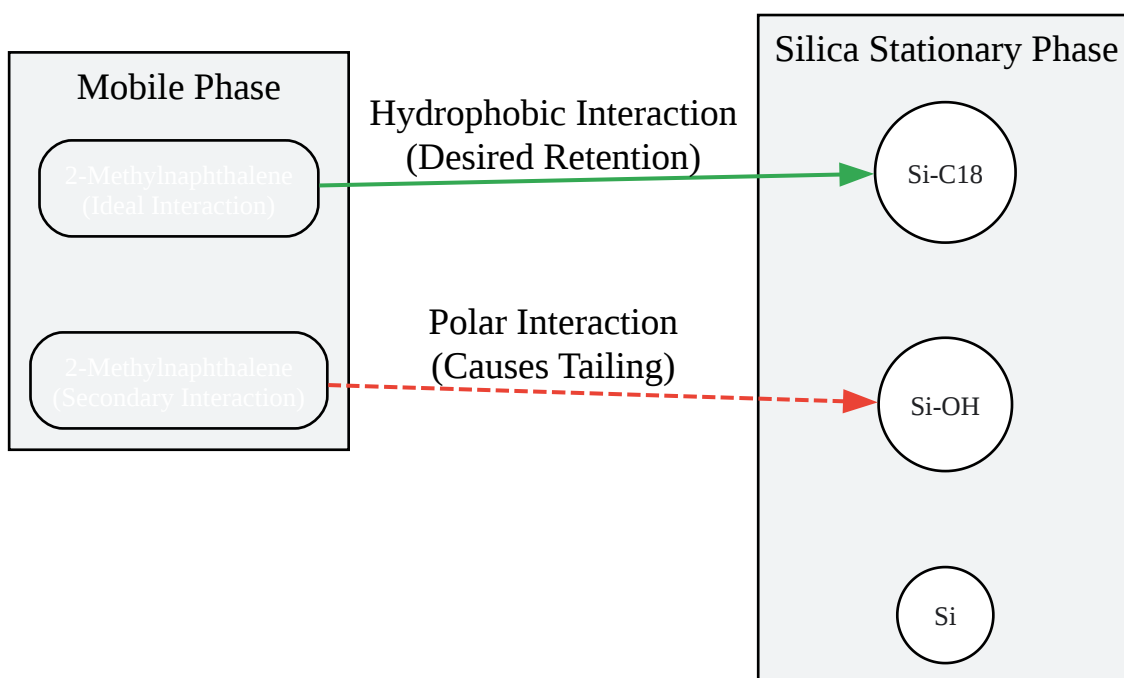 Mobile Phase
2-Methylnaphthalene
(Ideal Interaction)
2-Methylnaphthalene
(Secondary Interaction)
Hydrophobic Interaction
(Desired Retention)
Polar Interaction
(Causes Tailing)
Silica Stationary Phase
Si-C18
Si-OH
Si